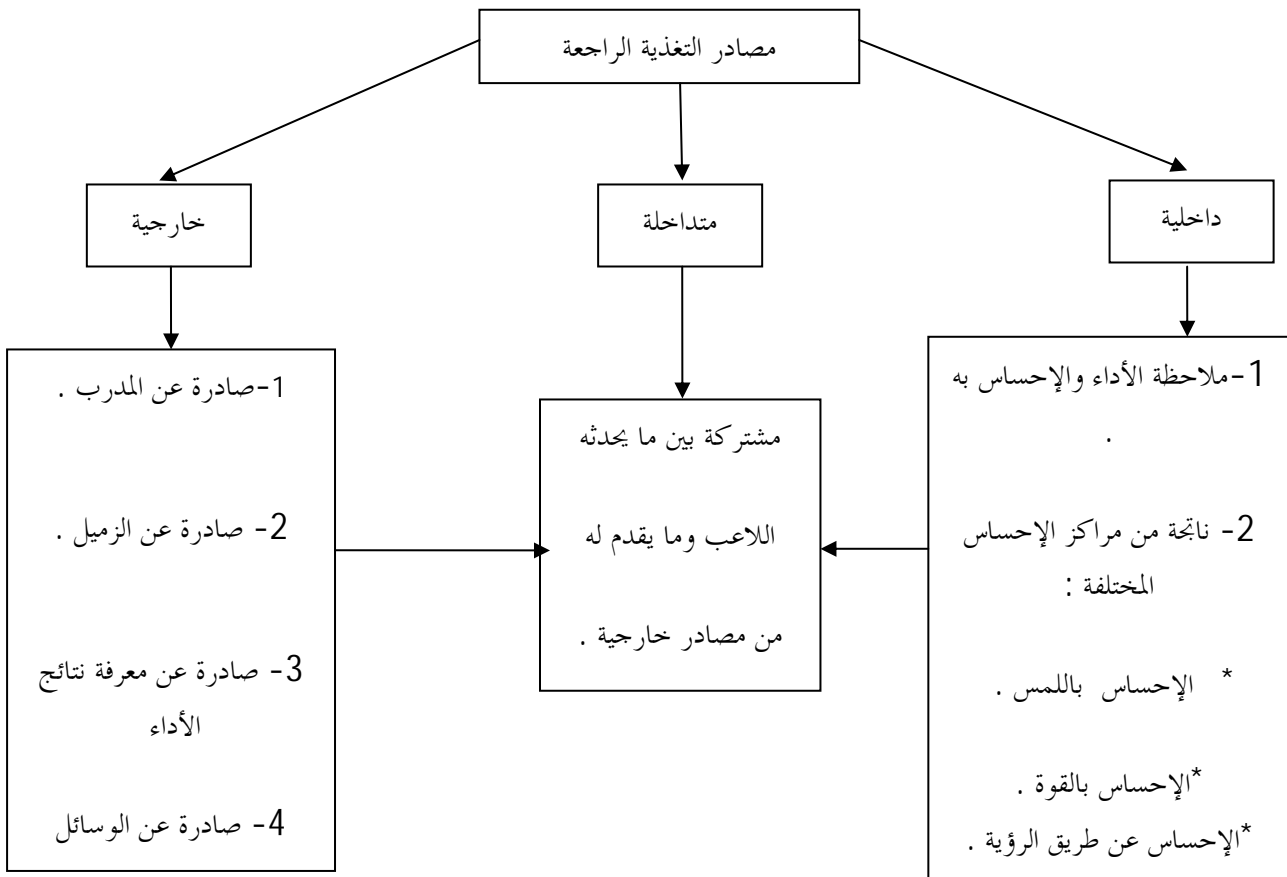 مصادر التغذية الراجعة
داخلية
متداخلة
خارجية
1-ملاحظة الأداء والإحساس به
.
2- ناتجة من مراكز الإحساس
المختلفة :
* الإحساس باللمس .
*الإحساس بالقوة .
*الإحساس عن طريق الرؤية .
مشتركة بين ما يحدثه
اللاعب وما يقدم له
من مصادر خارجية .
1-صادرة عن المدرب .
2- صادرة عن الزميل .
3- صادرة عن معرفة نتائج
الأداء
4- صادرة عن الوسائل